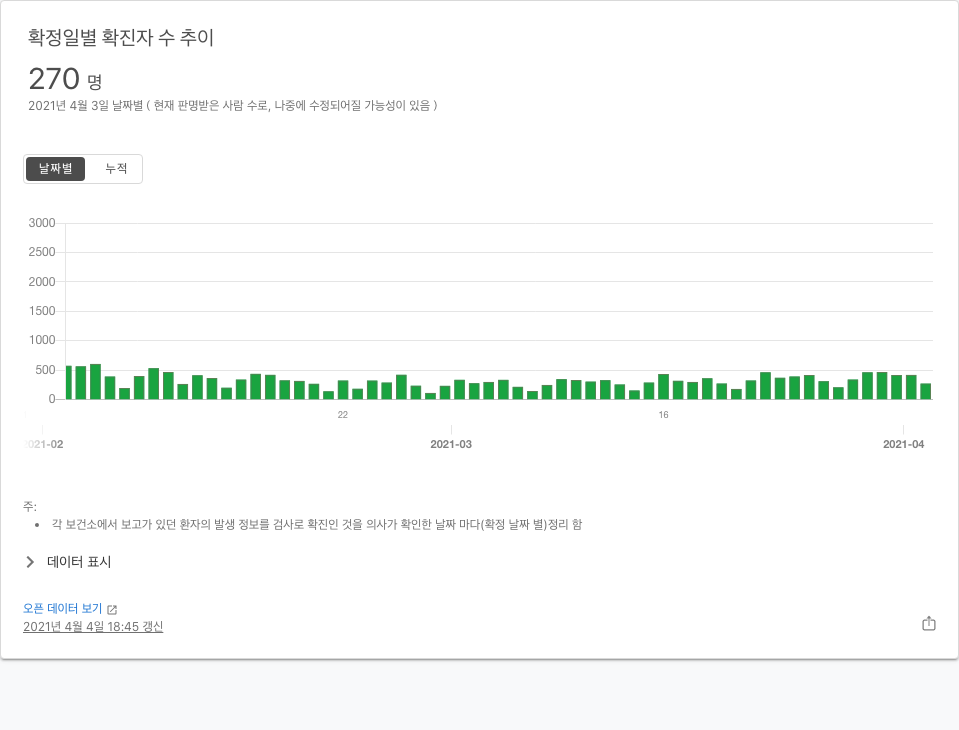 확정일별 확진자 수 추이
270 명
2021년 4월 3일 날짜별 ( 현재 판명받은 사람 수로, 나중에 수정되어질 가능성이 있음 )
날짜별 누적
3000
2500
2000
1500
1000
500
0
22 16
2021-02 2021-03 2021-04
주:
• 각 보건소에서 보고가 있던 환자의 발생 정보를 검사로 확진인 것을 의사가 확인한 날짜 마다(확정 날짜 별)정리 함
데이터 표시
오픈 데이터 보기
2021년 4월 4일 18:45 갱신